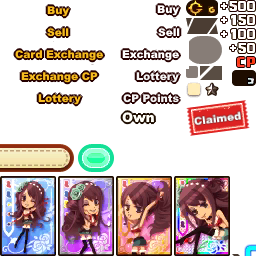 Buy
Buy
+500
Sell
Sell
+150
+100
Card Exchange
Exchange
+50
CP
Exchange CP
Lottery
Lottery
CP Points
Own
Claimed